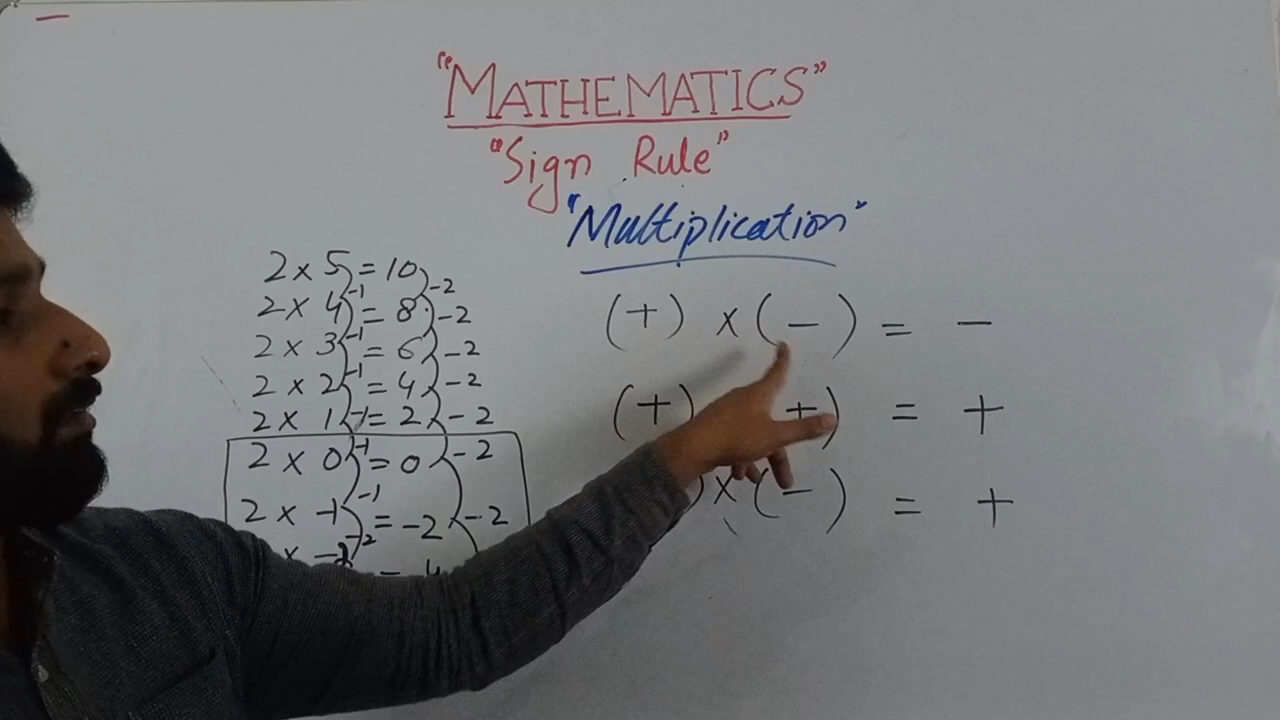 "MATHEMATICS"
"Sign Rule"
"Multiplication"
2 × 5 = 10
-1 -2
2 × 4 = 8
-1 -2
2 × 3 = 6
-1 -2
2 × 2 = 4
-1 -2
2 × 1 = 2
-1 -2
2 × 0 = 0
-1 -2
2 × -1 = -2
-2
(+) × (-) = -
(+) +) = +
) × (-) = +